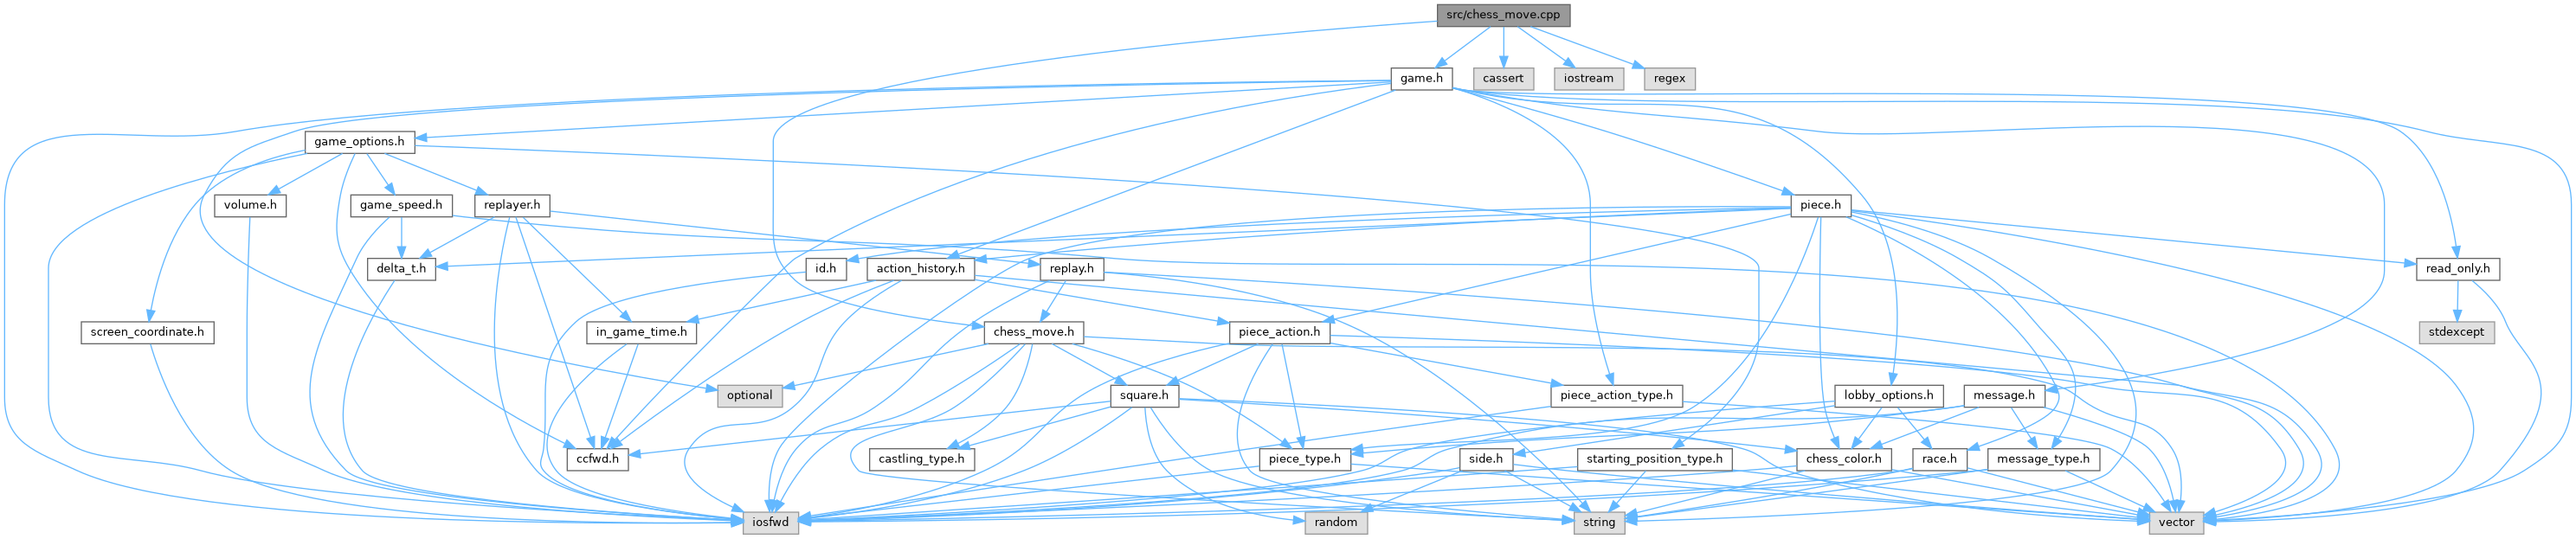 src/chess_move.cpp
game.h
cassert
iostream
regex
game_options.h
volume.h
game_speed.h
replayer.h
piece.h
delta_t.h
id.h
action_history.h
replay.h
read_only.h
screen_coordinate.h
in_game_time.h
chess_move.h
piece_action.h
stdexcept
optional
square.h
piece_action_type.h
lobby_options.h
message.h
ccfwd.h
castling_type.h
piece_type.h
side.h
starting_position_type.h
chess_color.h
race.h
message_type.h
iosfwd
random
string
vector